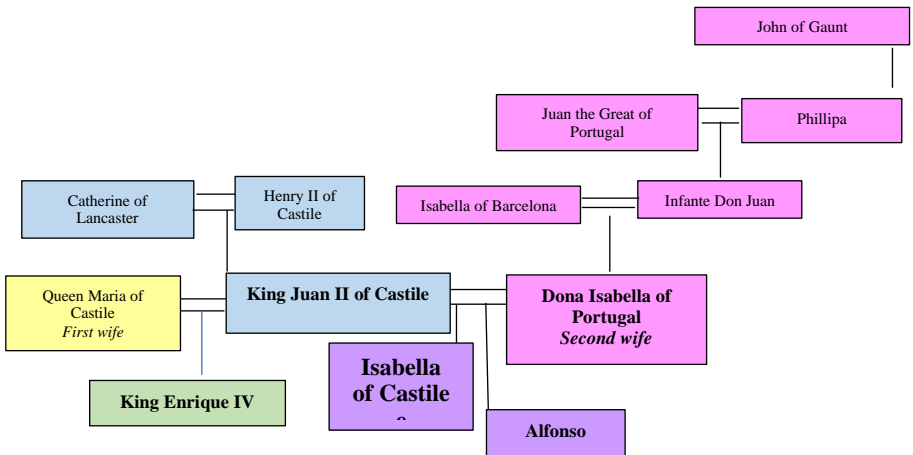 John of Gaunt
Juan the Great of
Portugal
Phillipa
Catherine of
Lancaster
Henry II of
Castile
Isabella of Barcelona
Infante Don Juan
Queen Maria of
Castile
First wife
King Juan II of Castile
Dona Isabella of
Portugal
Second wife
Isabella
of Castile
King Enrique IV
Alfonso